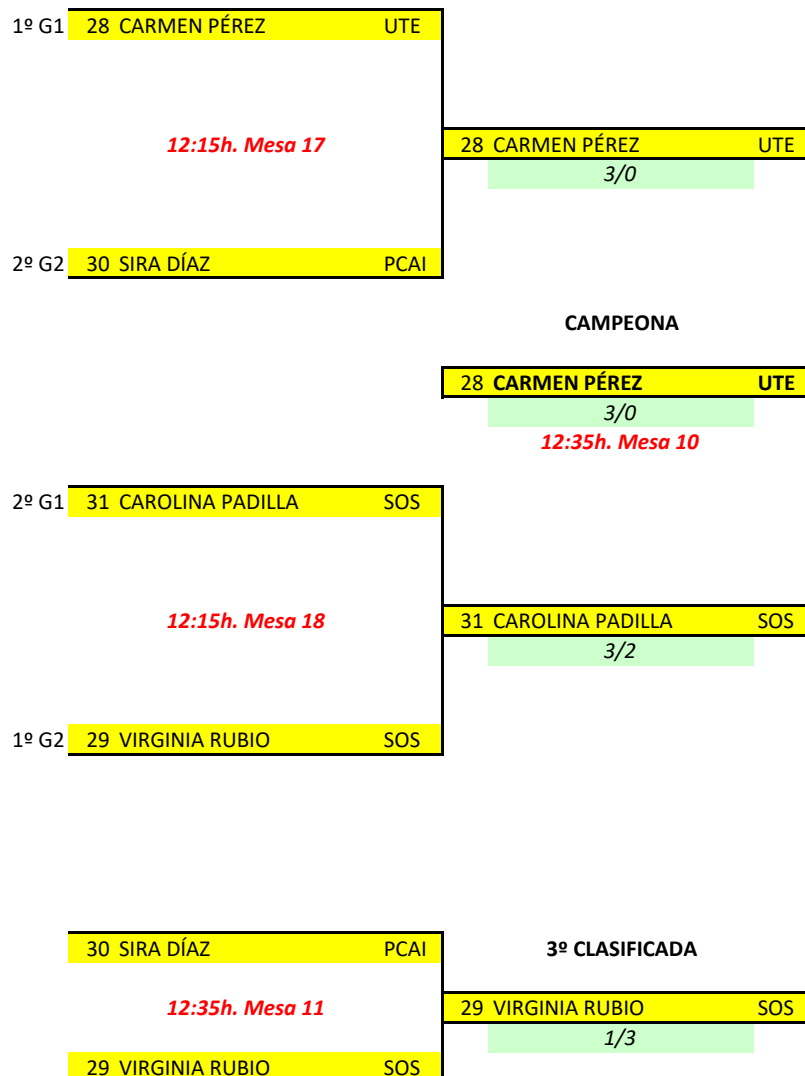 1º G1 28 CARMEN PÉREZ UTE
12:15h. Mesa 17
28 CARMEN PÉREZ UTE
3/0
2º G2 30 SIRA DÍAZ PCAI
CAMPEONA
28 CARMEN PÉREZ UTE
3/0
12:35h. Mesa 10
2º G1 31 CAROLINA PADILLA SOS
12:15h. Mesa 18
31 CAROLINA PADILLA SOS
3/2
1º G2 29 VIRGINIA RUBIO SOS
30 SIRA DÍAZ PCAI
3º CLASIFICADA
12:35h. Mesa 11
29 VIRGINIA RUBIO SOS
1/3
29 VIRGINIA RUBIO SOS